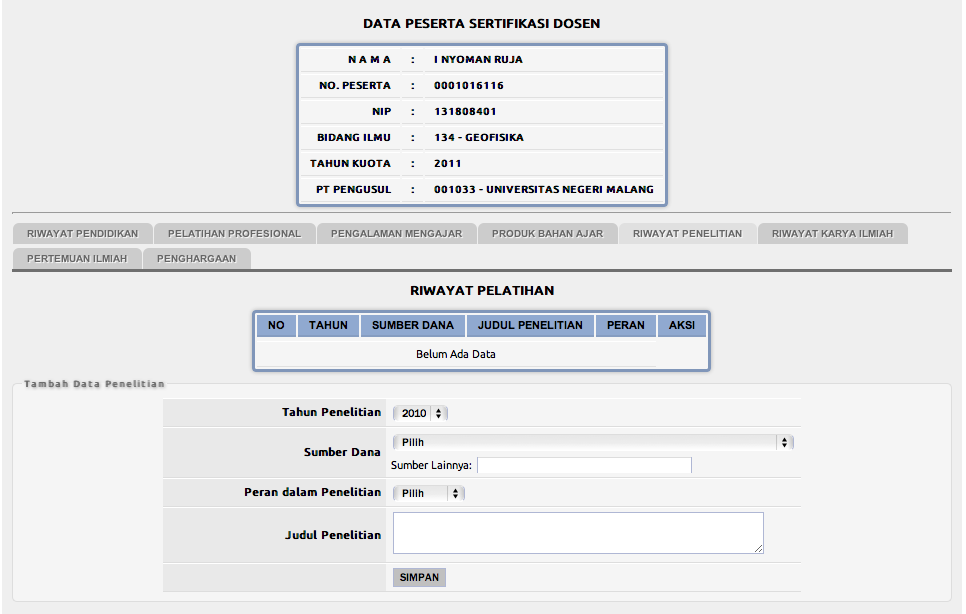 DATA PESERTA SERTIFIKASI DOSEN
N A M A : I NYOMAN RUJA
NO. PESERTA : 0001016116
NIP : 131808401
BIDANG ILMU : 134 - GEOFISIKA
TAHUN KUOTA : 2011
PT PENGUSUL : 001033 - UNIVERSITAS NEGERI MALANG
RIWAYAT PENDIDIKAN PELATIHAN PROFESIONAL PENGALAMAN MENGAJAR PRODUK BAHAN AJAR RIWAYAT PENELITIAN RIWAYAT KARYA ILMIAH
PERTEMUAN ILMIAH PENGHARGAAN
RIWAYAT PELATIHAN
NO TAHUN SUMBER DANA JUDUL PENELITIAN PERAN AKSI
Belum Ada Data
Tambah Data Penelitian
Tahun Penelitian 2010
Sumber Dana Pilih
Sumber Lainnya:
Peran dalam Penelitian Pilih
Judul Penelitian
SIMPAN